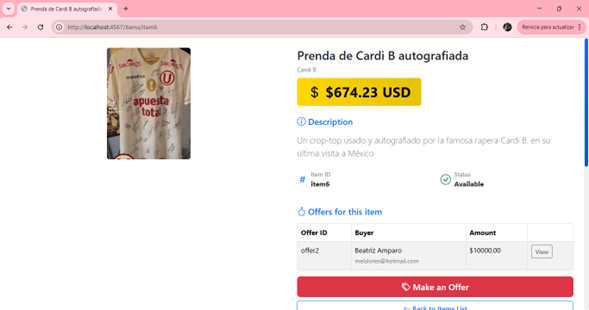 Prenda de Cardi B autografiada
http://localhost:4567/items/item6
Reinicia para actualizar
apuesta
total
Prenda de Cardi B autografiada
Cardi B
$ $674.23 USD
Description
Un crop-top usado y autografiado por la famosa rapera Cardi B. en su
última visita a México
# Item ID
item6
Status
Available
Offers for this item
Offer ID Buyer Amount
offer2 Beatriz Amparo $10000.00 View
melslores@hotmail.com
Make an Offer
← Back to Items List